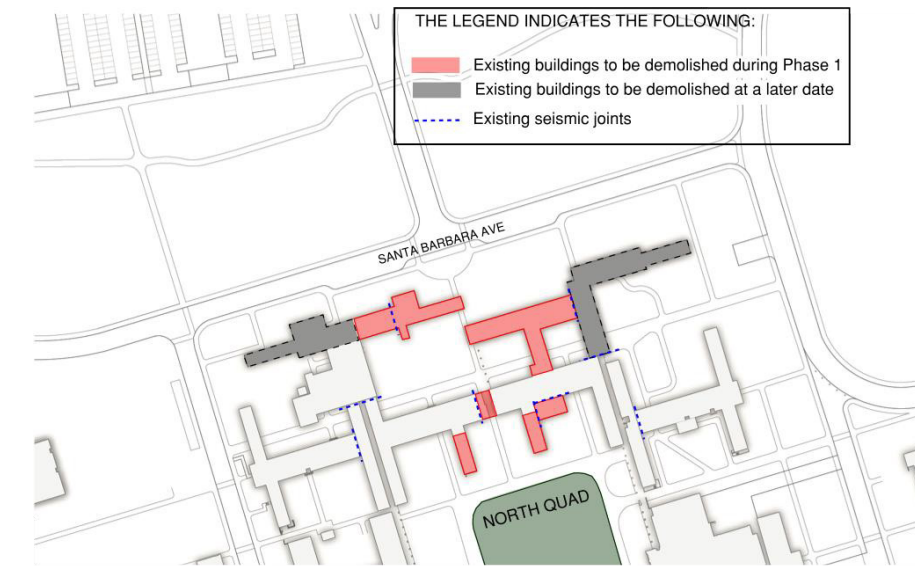 THE LEGEND INDICATES THE FOLLOWING:
Existing buildings to be demolished during Phase 1
Existing buildings to be demolished at a later date
Existing seismic joints
SANTA BARBARA AVE
NORTH QUAD